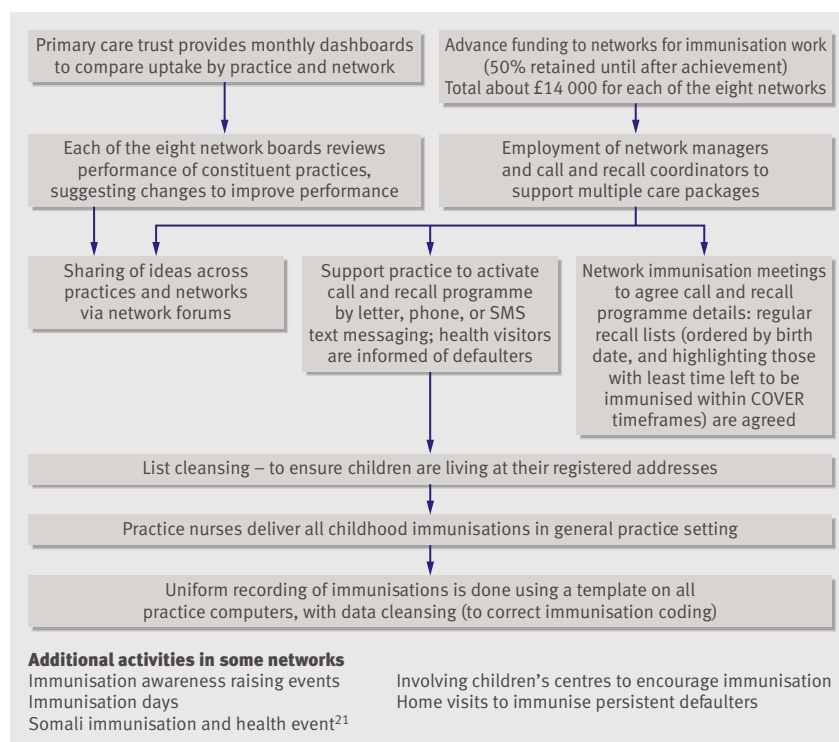 Primary care trust provides monthly dashboards
to compare uptake by practice and network
Advance funding to networks for immunisation work
(50% retained until after achievement)
Total about £14 000 for each of the eight networks
Each of the eight network boards reviews
performance of constituent practices,
suggesting changes to improve performance
Employment of network managers
and call and recall coordinators to
support multiple care packages
Sharing of ideas across
practices and networks
via network forums
Support practice to activate
call and recall programme
by letter, phone, or SMS
text messaging; health visitors
are informed of defaulters
Network immunisation meetings
to agree call and recall
programme details: regular
recall lists (ordered by birth
date, and highlighting those
with least time left to be
immunised within COVER
timeframes) are agreed
List cleansing – to ensure children are living at their registered addresses
Practice nurses deliver all childhood immunisations in general practice setting
Uniform recording of immunisations is done using a template on all
practice computers, with data cleansing (to correct immunisation coding)
Additional activities in some networks
Immunisation awareness raising events
Immunisation days
Somali immunisation and health event²¹
Involving children’s centres to encourage immunisation
Home visits to immunise persistent defaulters